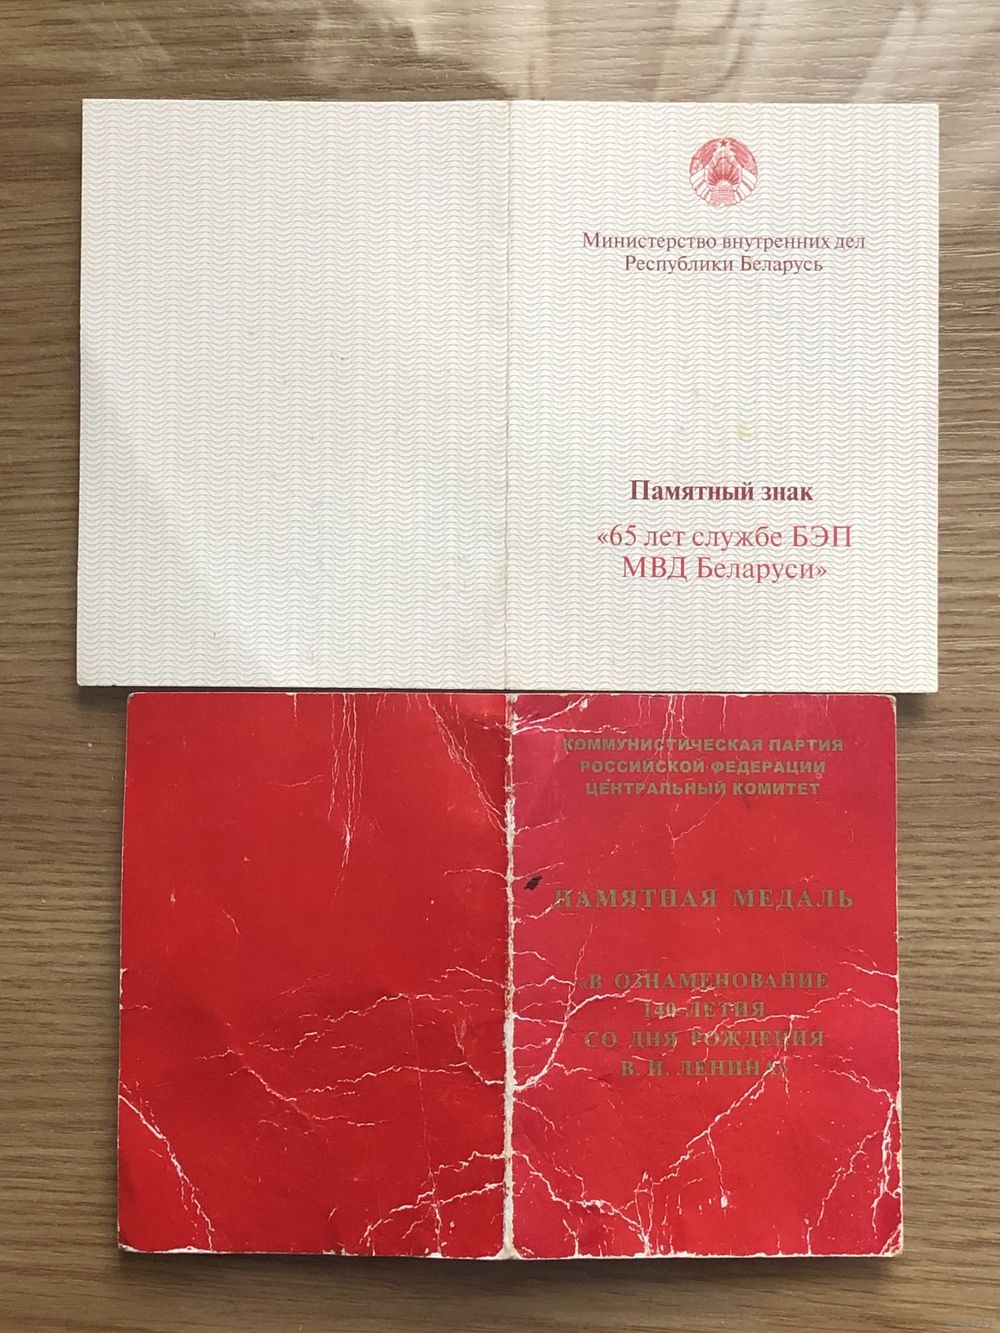 Министерство внутренних дел
Республики Беларусь
Памятный знак
«65 лет службе БЭП
МВД Беларуси»
КОММУНИСТИЧЕСКАЯ ПАРТИЯ
РОССИЙСКОЙ ФЕДЕРАЦИИ
ЦЕНТРАЛЬНЫЙ КОМИТЕТ
ПАМЯТНАЯ МЕДАЛЬ
«В ОЗНАМЕНОВАНИЕ
140-ЛЕТИЯ
СО ДНЯ РОЖДЕНИЯ
В. И. ЛЕНИНА»